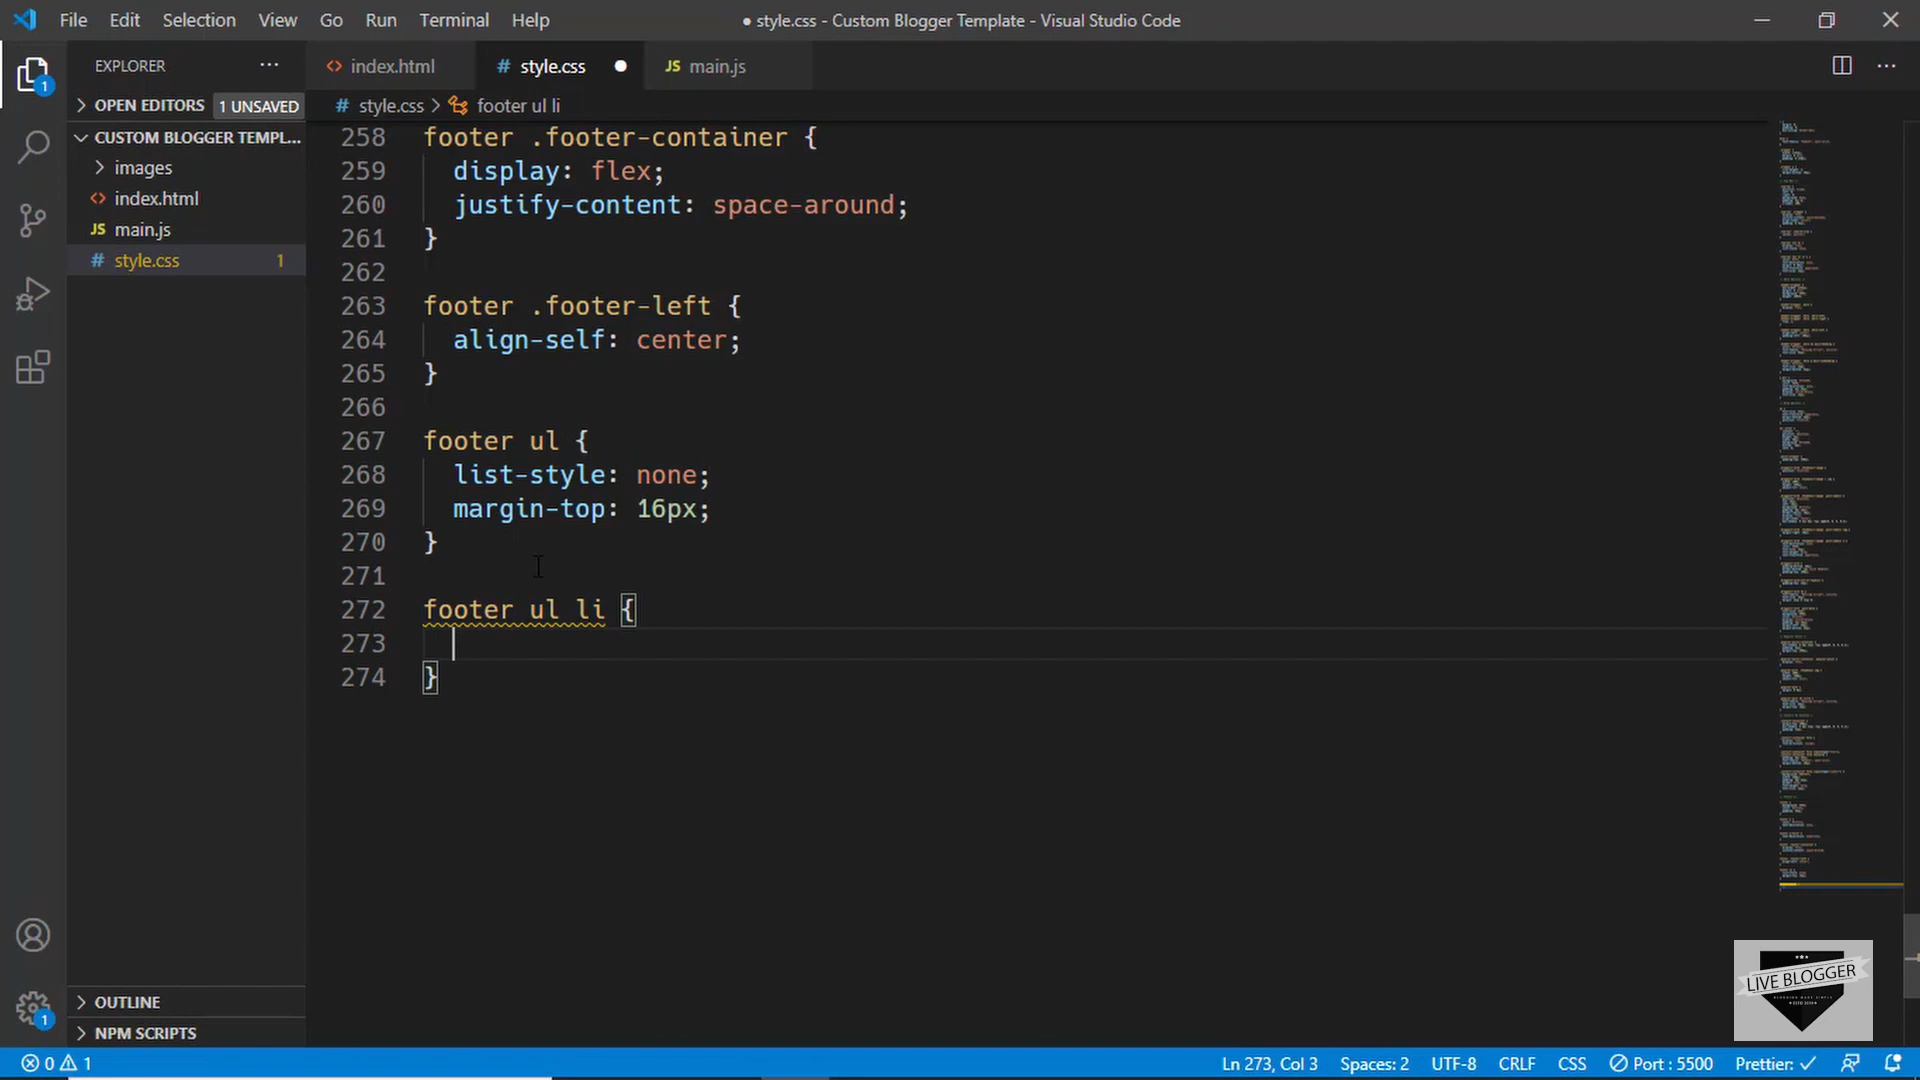 File Edit Selection View Go Run Terminal Help
● style.css - Custom Blogger Template - Visual Studio Code
EXPLORER ···
<> index.html
# style.css ●
JS main.js
OPEN EDITORS 1 UNSAVED
# style.css > footer ul li
CUSTOM BLOGGER TEMPL...
images
<> index.html
JS main.js
# style.css 1
258 footer .footer-container {
259 display: flex;
260 justify-content: space-around;
261 }
262
263 footer .footer-left {
264 align-self: center;
265 }
266
267 footer ul {
268 list-style: none;
269 margin-top: 16px;
270 }
271
272 footer ul li {
273
274 }
1
1
OUTLINE
NPM SCRIPTS
LIVE BLOGGER
0 1
Ln 273, Col 3 Spaces: 2 UTF-8 CRLF CSS Port : 5500 Prettier: ✓